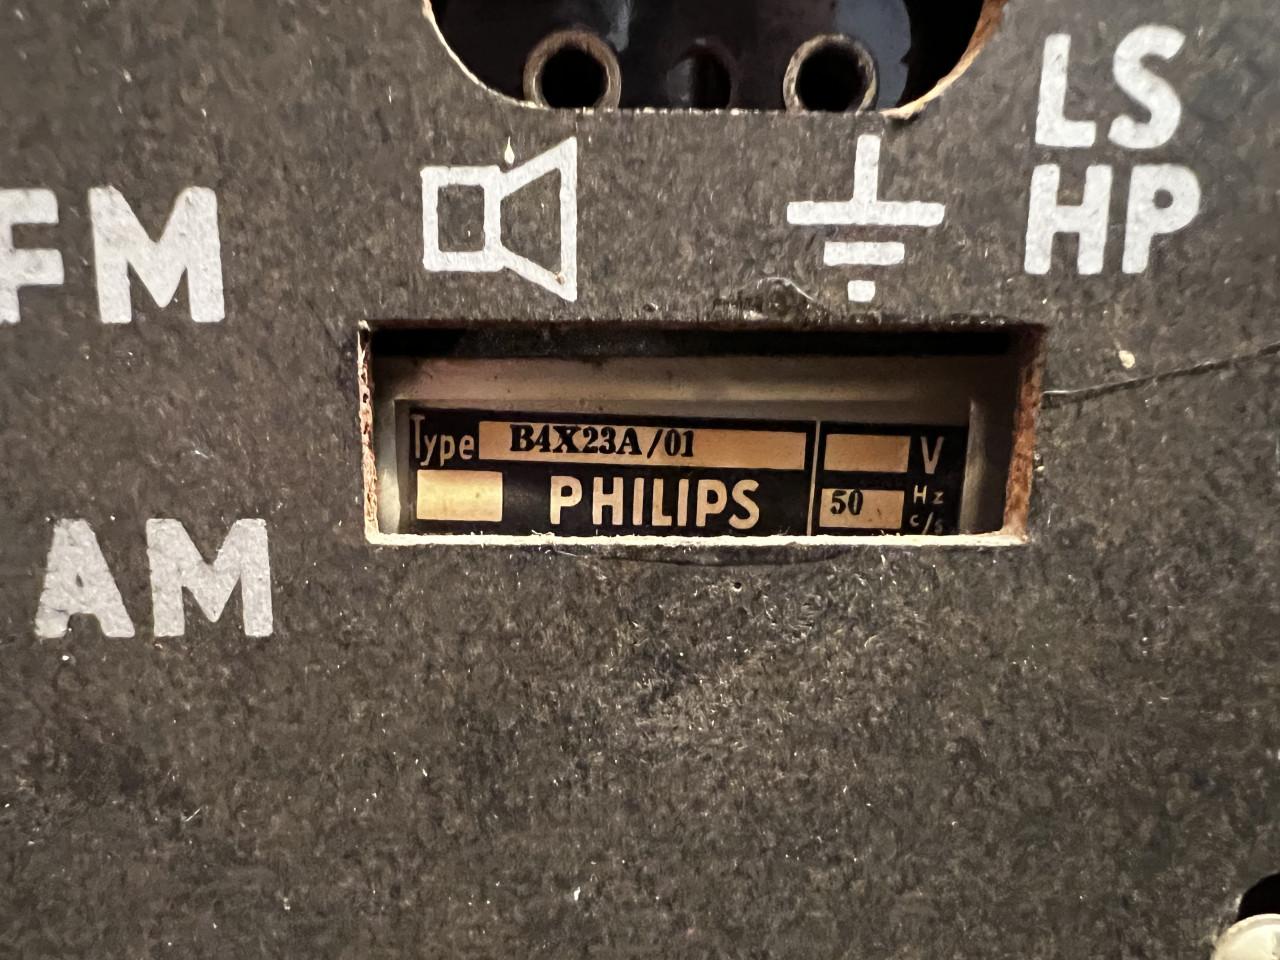 LS
HP
FM
Type B4X23A/01 V
PHILIPS 50 Hz
c/s
AM